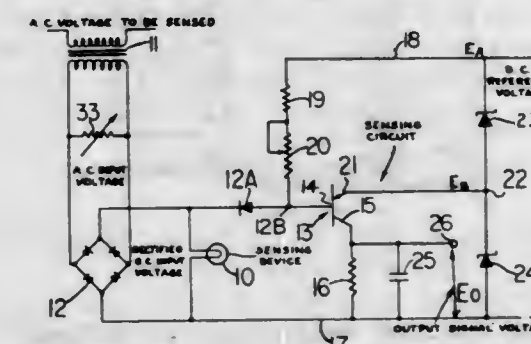 A.C. VOLTAGE TO BE SENSED
11
18
EA
D.C.
VOLTA
19
33
20
SENSING
CIRCUIT
A.C. INPUT
VOLTAGE
12A
21
EB
22
14
15
12B
13
26
RECTIFIED
D.C. INPUT
VOLTAGE
SENSING
DEVICE
12
10
16
25
EO
24
17
OUTPUT SIGNAL VOLTA